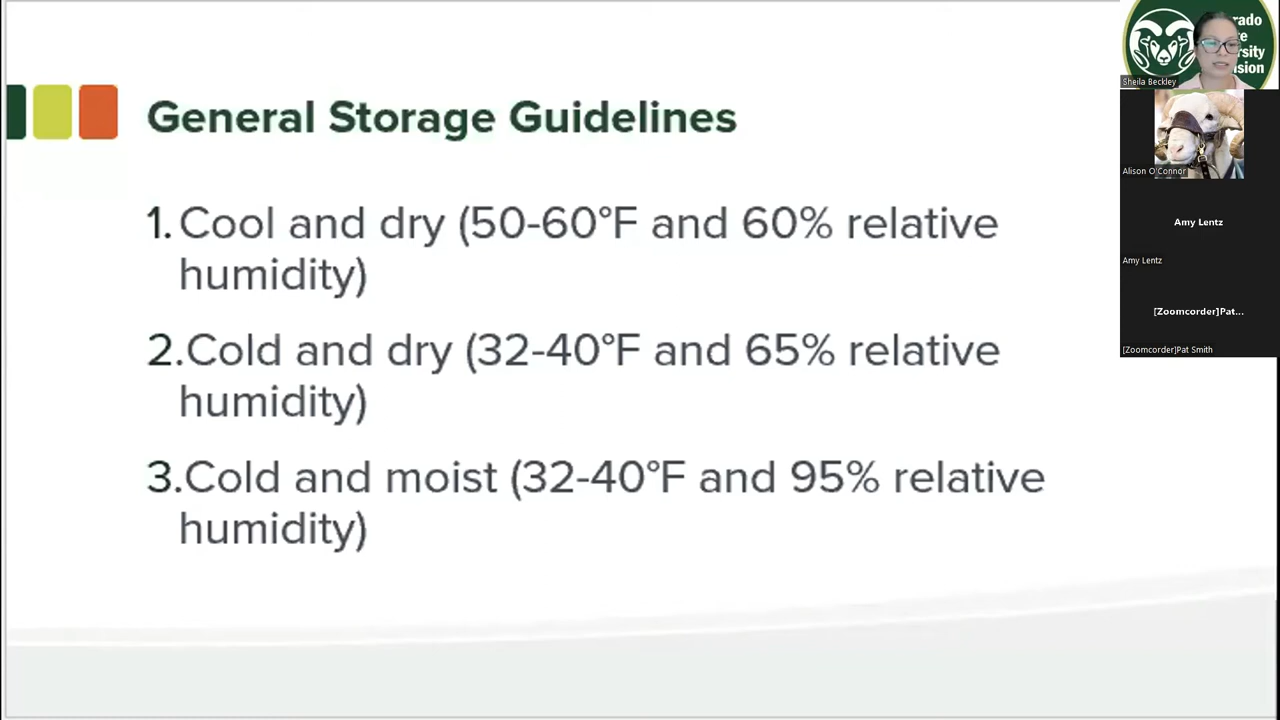 General Storage Guidelines
1. Cool and dry (50-60°F and 60% relative
humidity)
2.Cold and dry (32-40°F and 65% relative
humidity)
3.Cold and moist (32-40°F and 95% relative
humidity)
Sheila Beckley
Alison O'Connor
Amy Lentz
Amy Lentz
[Zoomcorder]Pat...
[Zoomcorder]Pat Smith